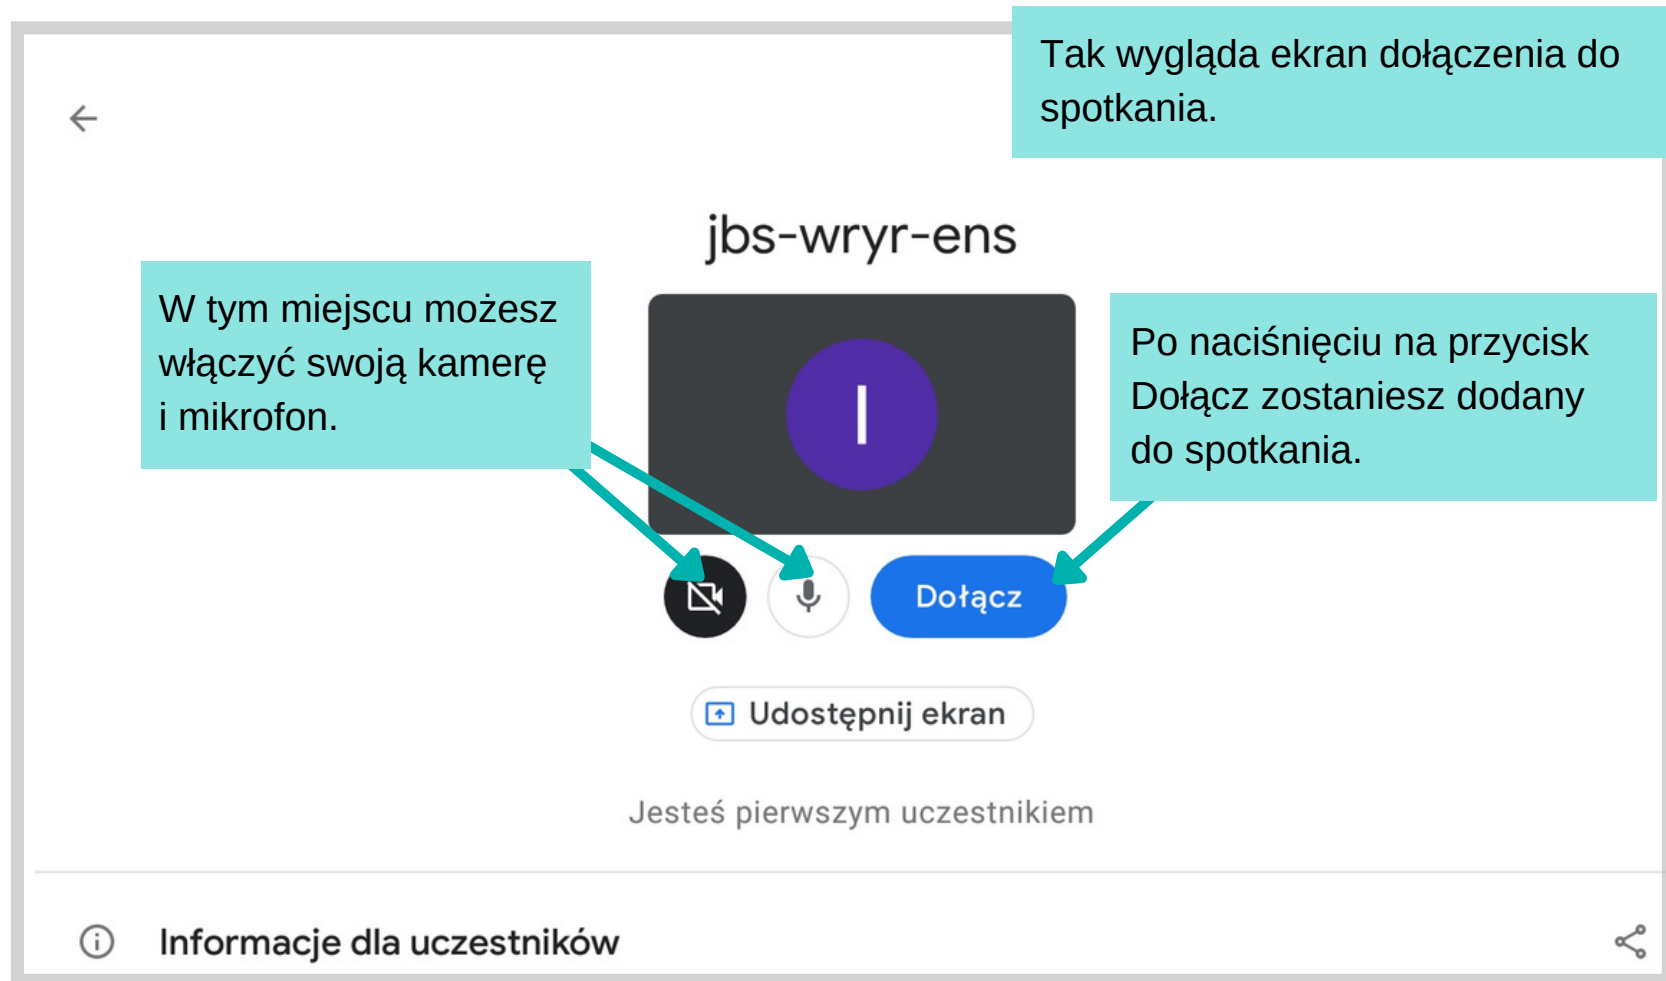 Tak wygląda ekran dołączenia do
spotkania.
jbs-wryr-ens
W tym miejscu możesz
włączyć swoją kamerę
i mikrofon.
I
Po naciśnięciu na przycisk
Dołącz zostaniesz dodany
do spotkania.
Dołącz
Udostępnij ekran
Jesteś pierwszym uczestnikiem
Informacje dla uczestników